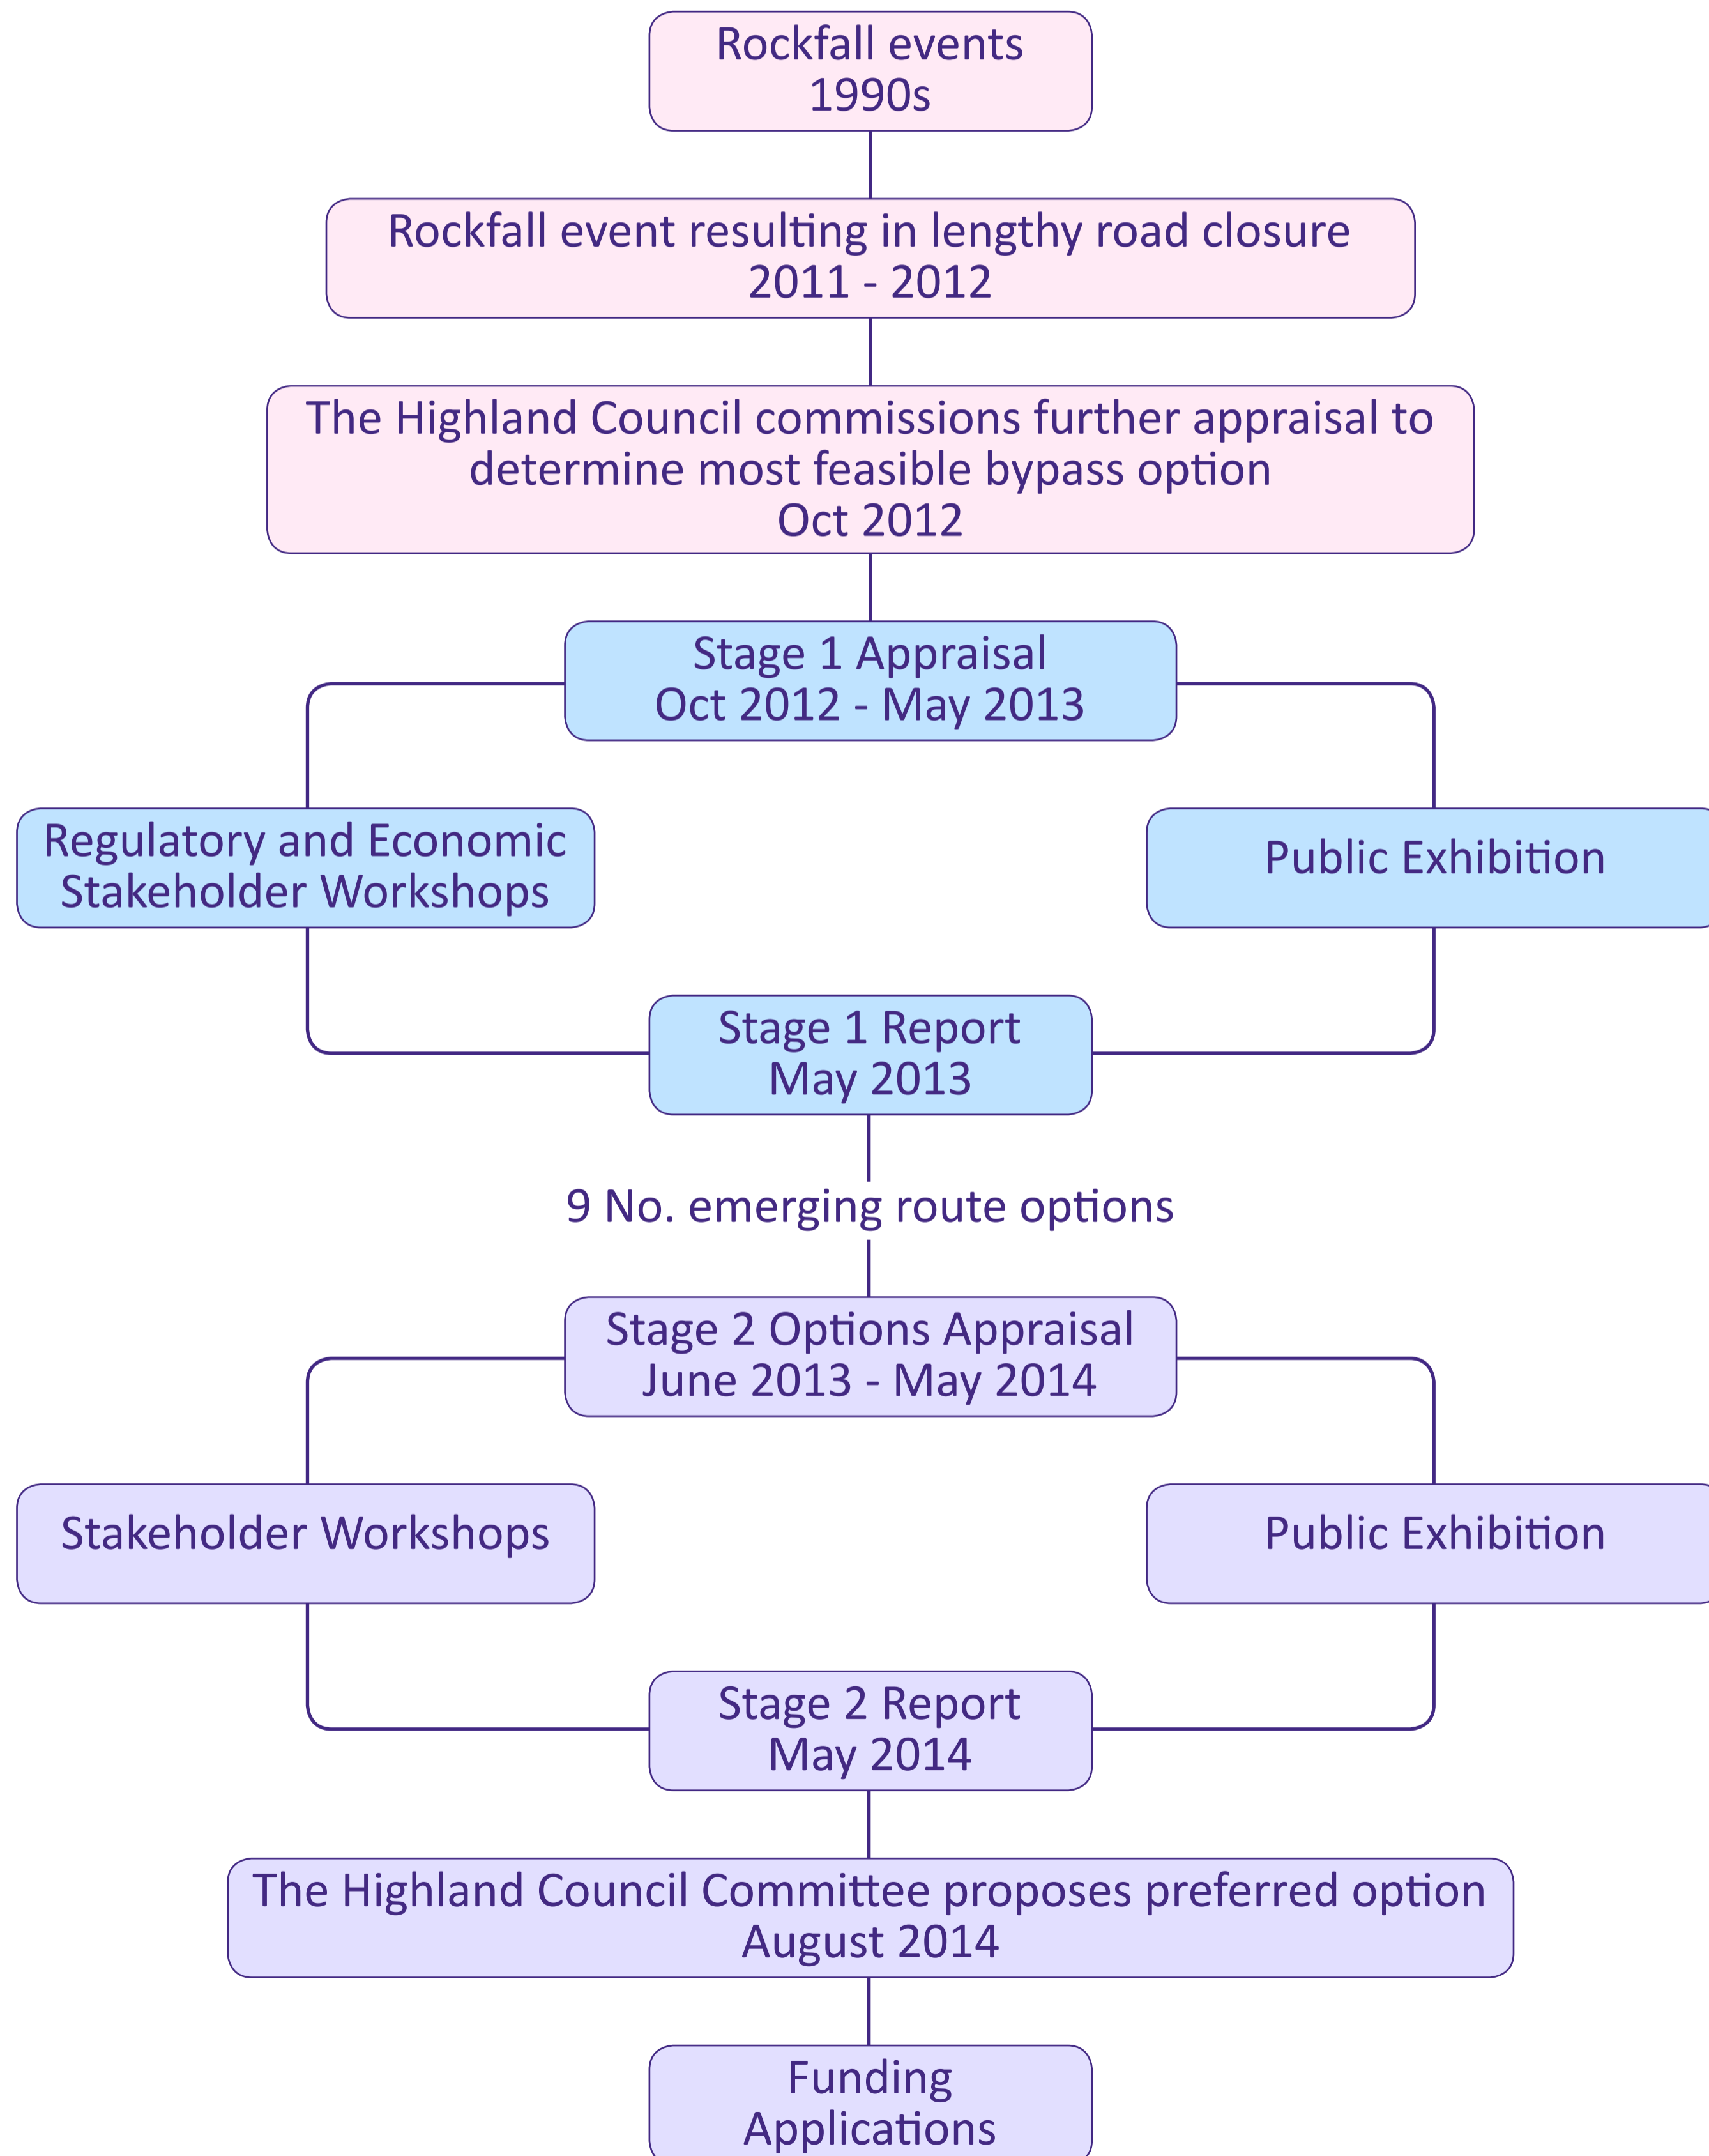 Rockfall events
1990s
Rockfall event resulting in lengthy road closure
2011 - 2012
The Highland Council commissions further appraisal to
determine most feasible bypass option
Oct 2012
Stage 1 Appraisal
Oct 2012 - May 2013
Regulatory and Economic
Stakeholder Workshops
Public Exhibition
Stage 1 Report
May 2013
9 No. emerging route options
Stage 2 Options Appraisal
June 2013 - May 2014
Stakeholder Workshops
Public Exhibition
Stage 2 Report
May 2014
The Highland Council Committee proposes preferred option
August 2014
Funding
Applications